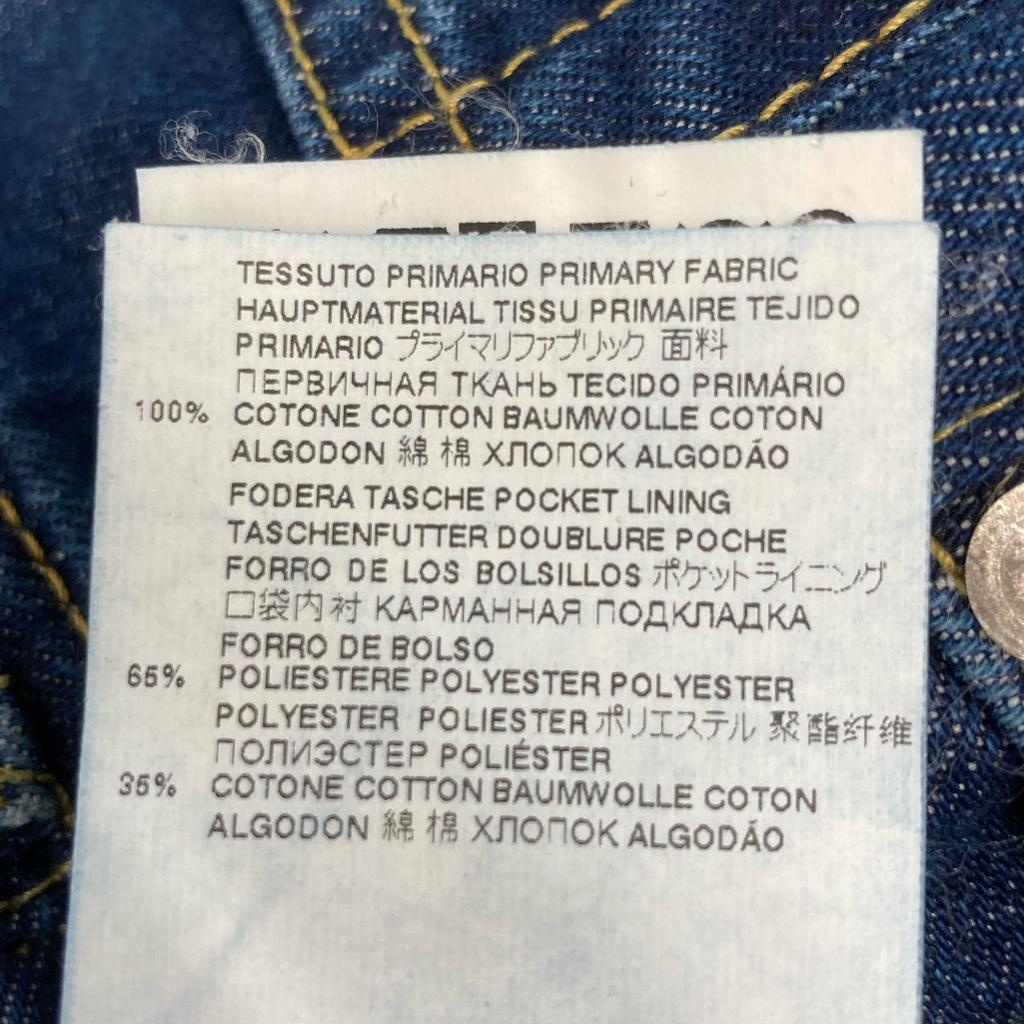 TESSUTO PRIMARIO PRIMARY FABRIC
HAUPTMATERIAL TISSU PRIMAIRE TEJIDO
PRIMARIO プライマリファブリック 面料
ПЕРВИЧНАЯ ТКАНЬ TECIDO PRIMÁRIO
100% COTONE COTTON BAUMWOLLE COTON
ALGODON 綿 棉 ХЛОПОК ALGODÃO
FODERA TASCHE POCKET LINING
TASCHENFUTTER DOUBLURE POCHE
FORRO DE LOS BOLSILLOS ポケットライニング
口袋内衬 КАРМАННАЯ ПОДКЛАДКА
FORRO DE BOLSO
65% POLIESTERE POLYESTER POLYESTER
POLYESTER POLIESTER ポリエステル 聚酯纤维
ПОЛИЭСТЕР POLIÉSTER
35% COTONE COTTON BAUMWOLLE COTON
ALGODON 綿 棉 ХЛОПОК ALGODÃO